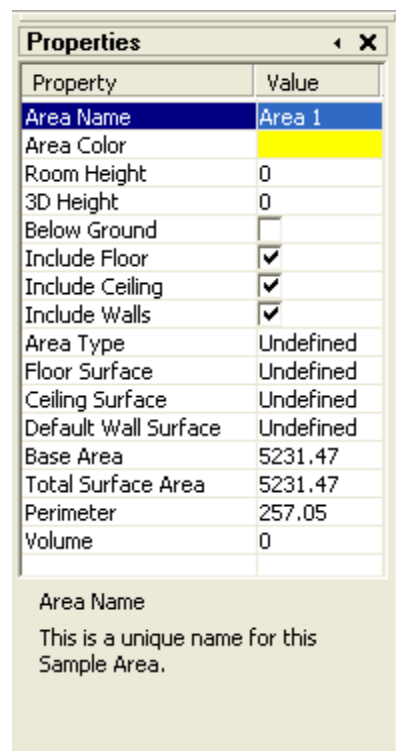 Properties
Property Value
Area Name Area 1
Area Color
Room Height 0
3D Height 0
Below Ground
Include Floor
Include Ceiling
Include Walls
Area Type Undefined
Floor Surface Undefined
Ceiling Surface Undefined
Default Wall Surface Undefined
Base Area 5231.47
Total Surface Area 5231.47
Perimeter 257.05
Volume 0
Area Name
This is a unique name for this
Sample Area.